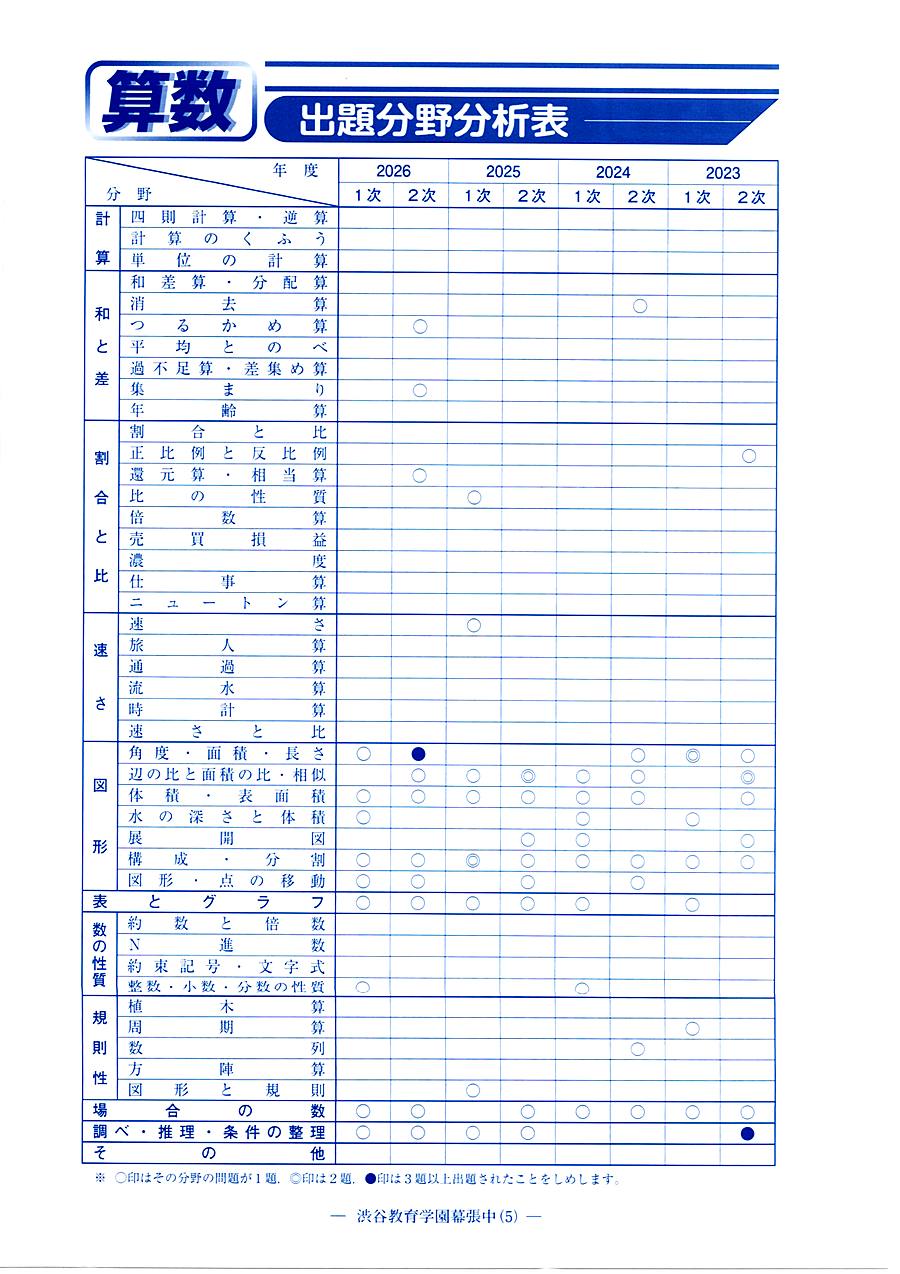 算数
出題分野分析表
年度 2026 2025 2024 2023
分野 1次 2次 1次 2次 1次 2次 1次 2次
計算
四則計算・逆算
計算のくふう
単位の計算
和と差
和差算・分配算
消去算 ○
つるかめ算 ○
平均とのべ
過不足算・差集め算
集まり ○
年齢算
割合と比
割合と比
正比例と反比例 ○
還元算・相当算 ○
比の性質 ○
倍数算
売買損益
濃度
仕事算
ニュートン算
速さ
速さ ○
旅人算
通過算
流水算
時計算
速さと比
図形
角度・面積・長さ ○ ● ○ ◎ ○
辺の比と面積の比・相似 ○ ○ ◎ ○ ○ ◎
体積・表面積 ○ ○ ○ ○ ○ ○ ○
水の深さと体積 ○ ○ ○
展開図 ○ ○ ○
構成・分割 ○ ○ ◎ ○ ○ ○ ○ ○
図形・点の移動 ○ ○ ○ ○
表とグラフ ○ ○ ○ ○ ○ ○
数の性質
約数と倍数
N進数
約束記号・文字式
整数・小数・分数の性質 ○ ○
規則性
植木算
周期算 ○
数列 ○
方陣算
図形と規則 ○
場合の数 ○ ○ ○ ○ ○ ○ ○
調べ・推理・条件の整理 ○ ○ ○ ○ ●
その他
※ ○印はその分野の問題が1題,◎印は2題,●印は3題以上出題されたことをしめします。
― 渋谷教育学園幕張中(5) ―